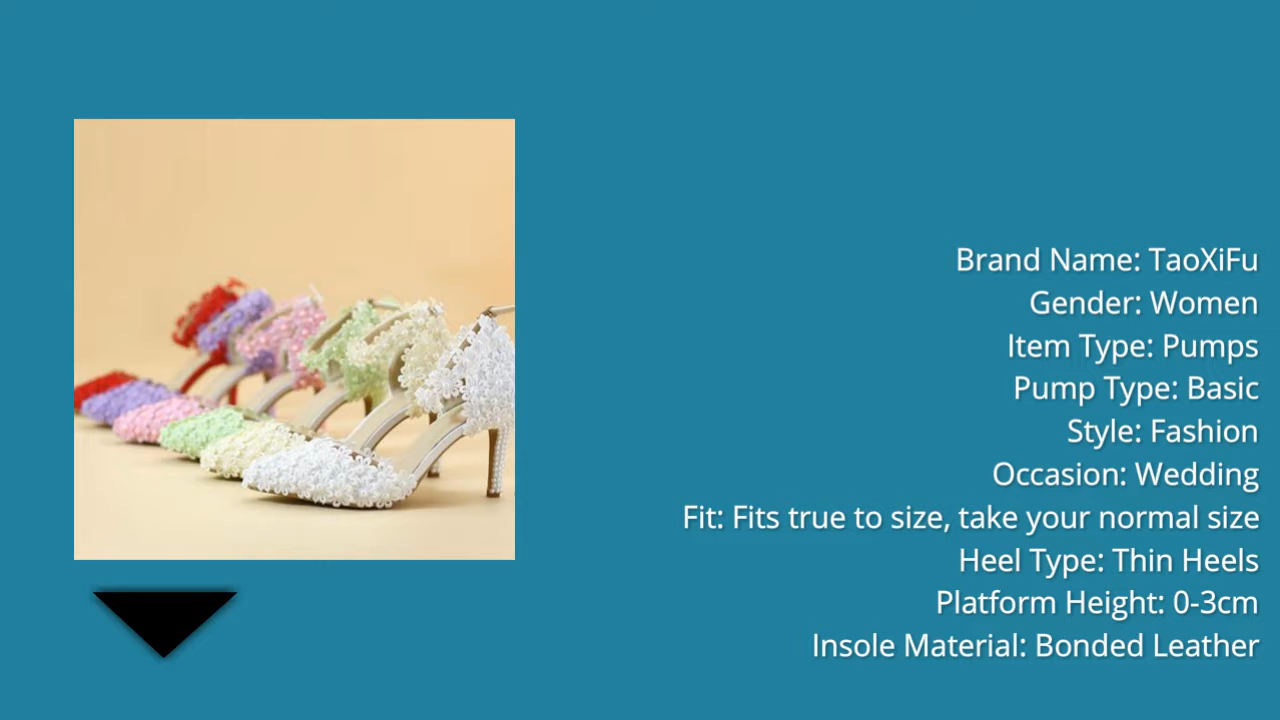 Brand Name: TaoXiFu
Gender: Women
Item Type: Pumps
Pump Type: Basic
Style: Fashion
Occasion: Wedding
Fit: Fits true to size, take your normal size
Heel Type: Thin Heels
Platform Height: 0-3cm
Insole Material: Bonded Leather